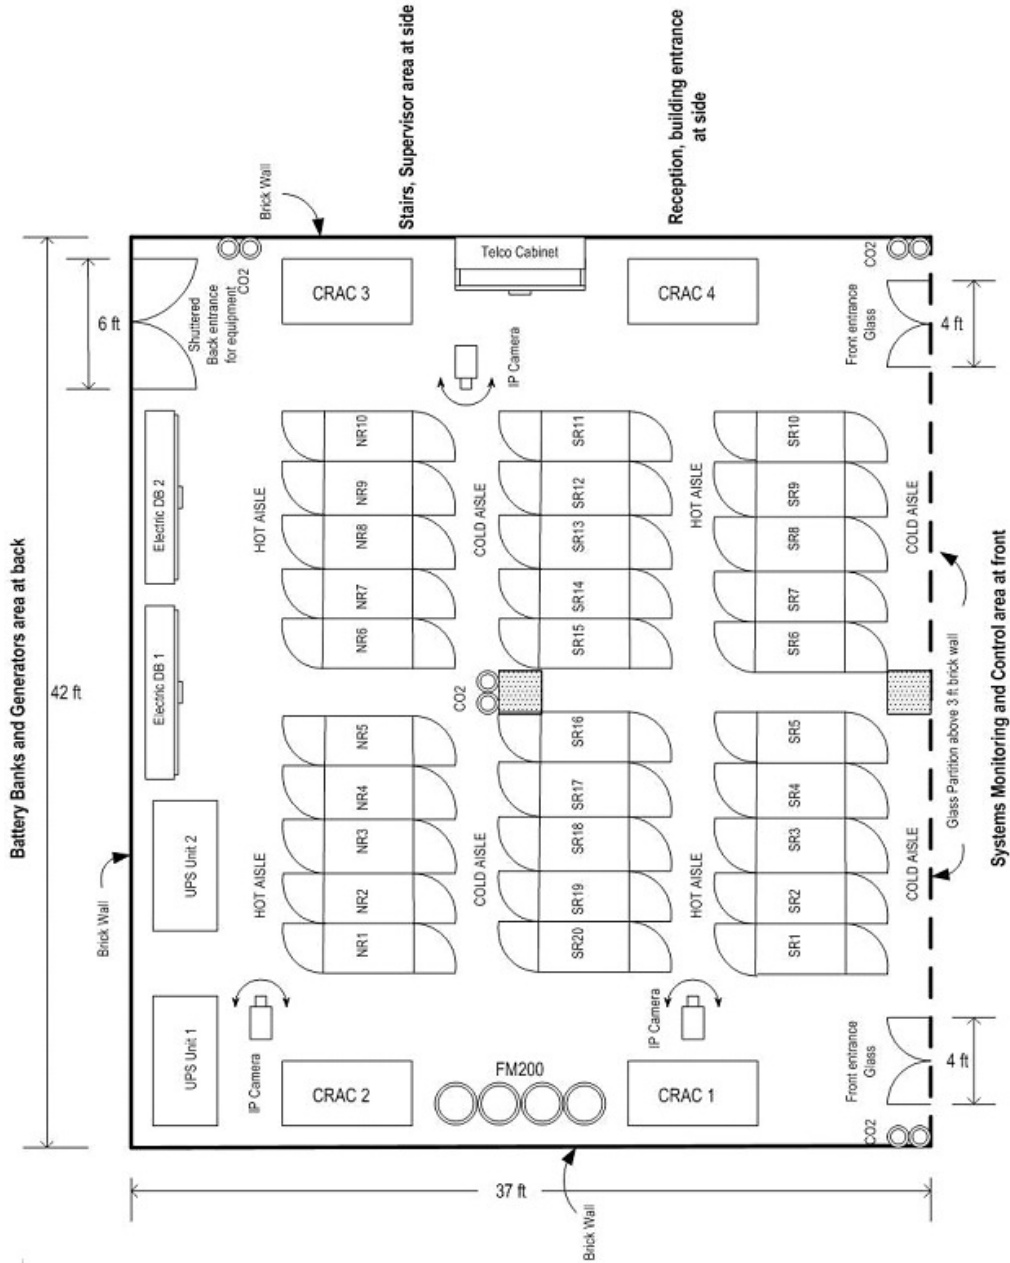 Battery Banks and Generators area at back
42 ft
Brick Wall
UPS Unit 1
UPS Unit 2
Electric DB 1
Electric DB 2
6 ft
Shuttered
Back entrance
for equipment
CO2
Brick Wall
Stairs, Supervisor area at side
IP Camera
HOT AISLE
HOT AISLE
CRAC 2
NR1
NR2
NR3
NR4
NR5
NR6
NR7
NR8
NR9
NR10
CRAC 3
COLD AISLE
CO2
COLD AISLE
IP Camera
Telco Cabinet
FM200
SR20
SR19
SR18
SR17
SR16
SR15
SR14
SR13
SR12
SR11
IP Camera
HOT AISLE
HOT AISLE
CRAC 1
SR1
SR2
SR3
SR4
SR5
SR6
SR7
SR8
SR9
SR10
CRAC 4
Reception, building entrance
at side
Front entrance
Glass
4 ft
CO2
COLD AISLE
COLD AISLE
Front entrance
Glass
4 ft
CO2
Glass Partition above 3 ft brick wall
Systems Monitoring and Control area at front
37 ft
Brick Wall